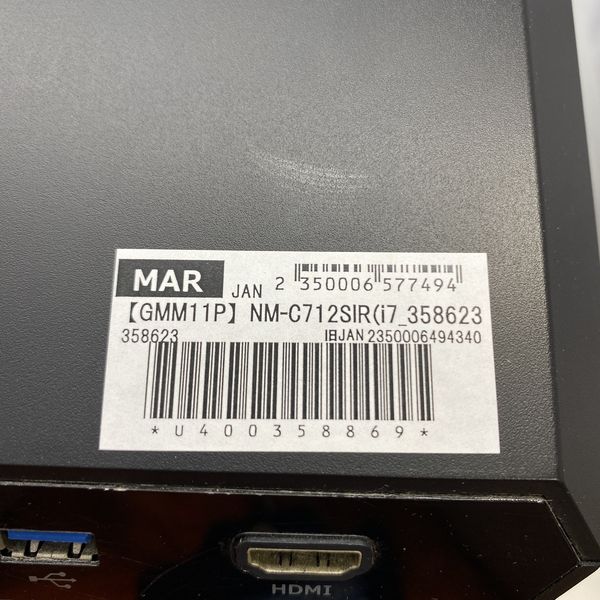 MAR JAN 2 350006 577494
【GMM11P】 NM-C712SIR(i7_358623
358623 旧JAN 2350006494340
*U400358869*
HDMI